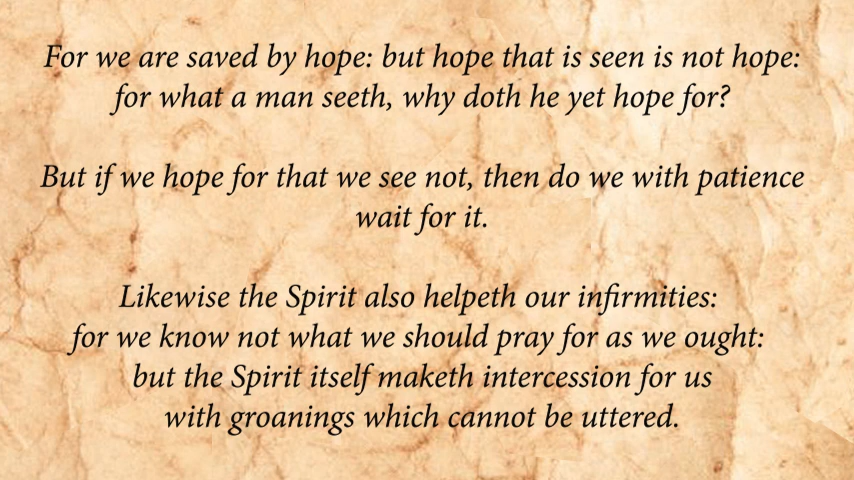 For we are saved by hope: but hope that is seen is not hope:
for what a man seeth, why doth he yet hope for?
But if we hope for that we see not, then do we with patience
wait for it.
Likewise the Spirit also helpeth our infirmities:
for we know not what we should pray for as we ought:
but the Spirit itself maketh intercession for us
with groanings which cannot be uttered.